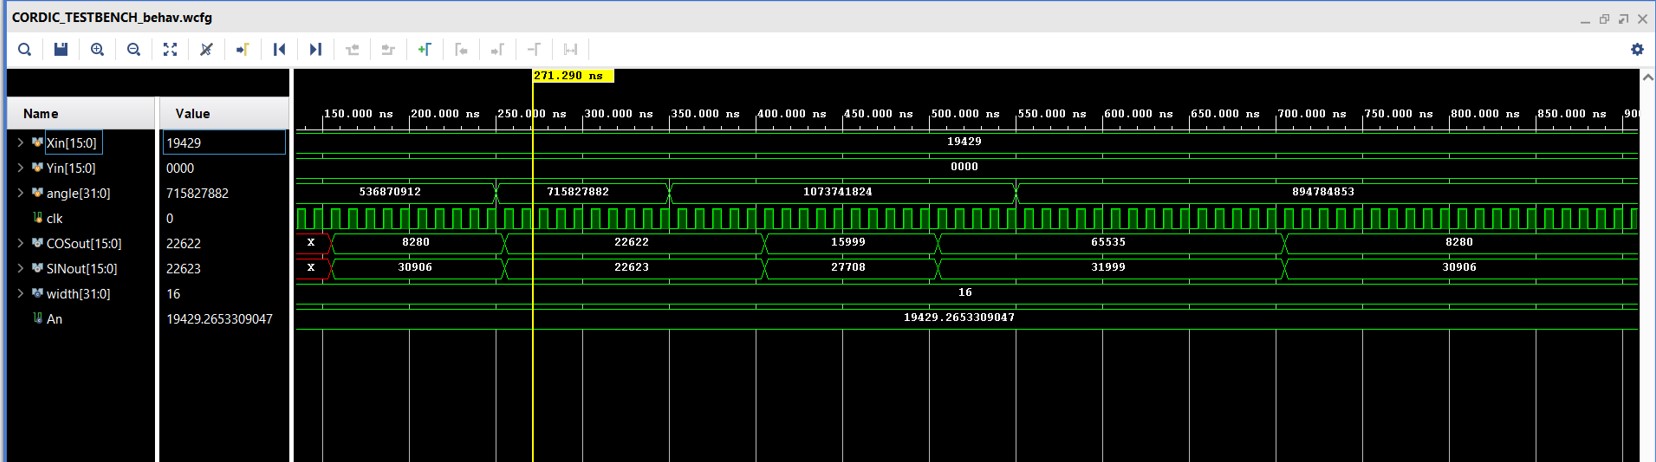 CORDIC_TESTBENCH_behav.wcfg
271.290 ns
Name Value
150.000 ns 200.000 ns 250.000 ns 300.000 ns 350.000 ns 400.000 ns 450.000 ns 500.000 ns 550.000 ns 600.000 ns 650.000 ns 700.000 ns 750.000 ns 800.000 ns 850.000 ns 900
Xin[15:0] 19429 19429
Yin[15:0] 0000 0000
angle[31:0] 715827882 536870912 715827882 1073741824 894784853
clk 0
COSout[15:0] 22622 X 8280 22622 15999 65535 8280
SINout[15:0] 22623 X 30906 22623 27708 31999 30906
width[31:0] 16 16
An 19429.2653309047 19429.2653309047